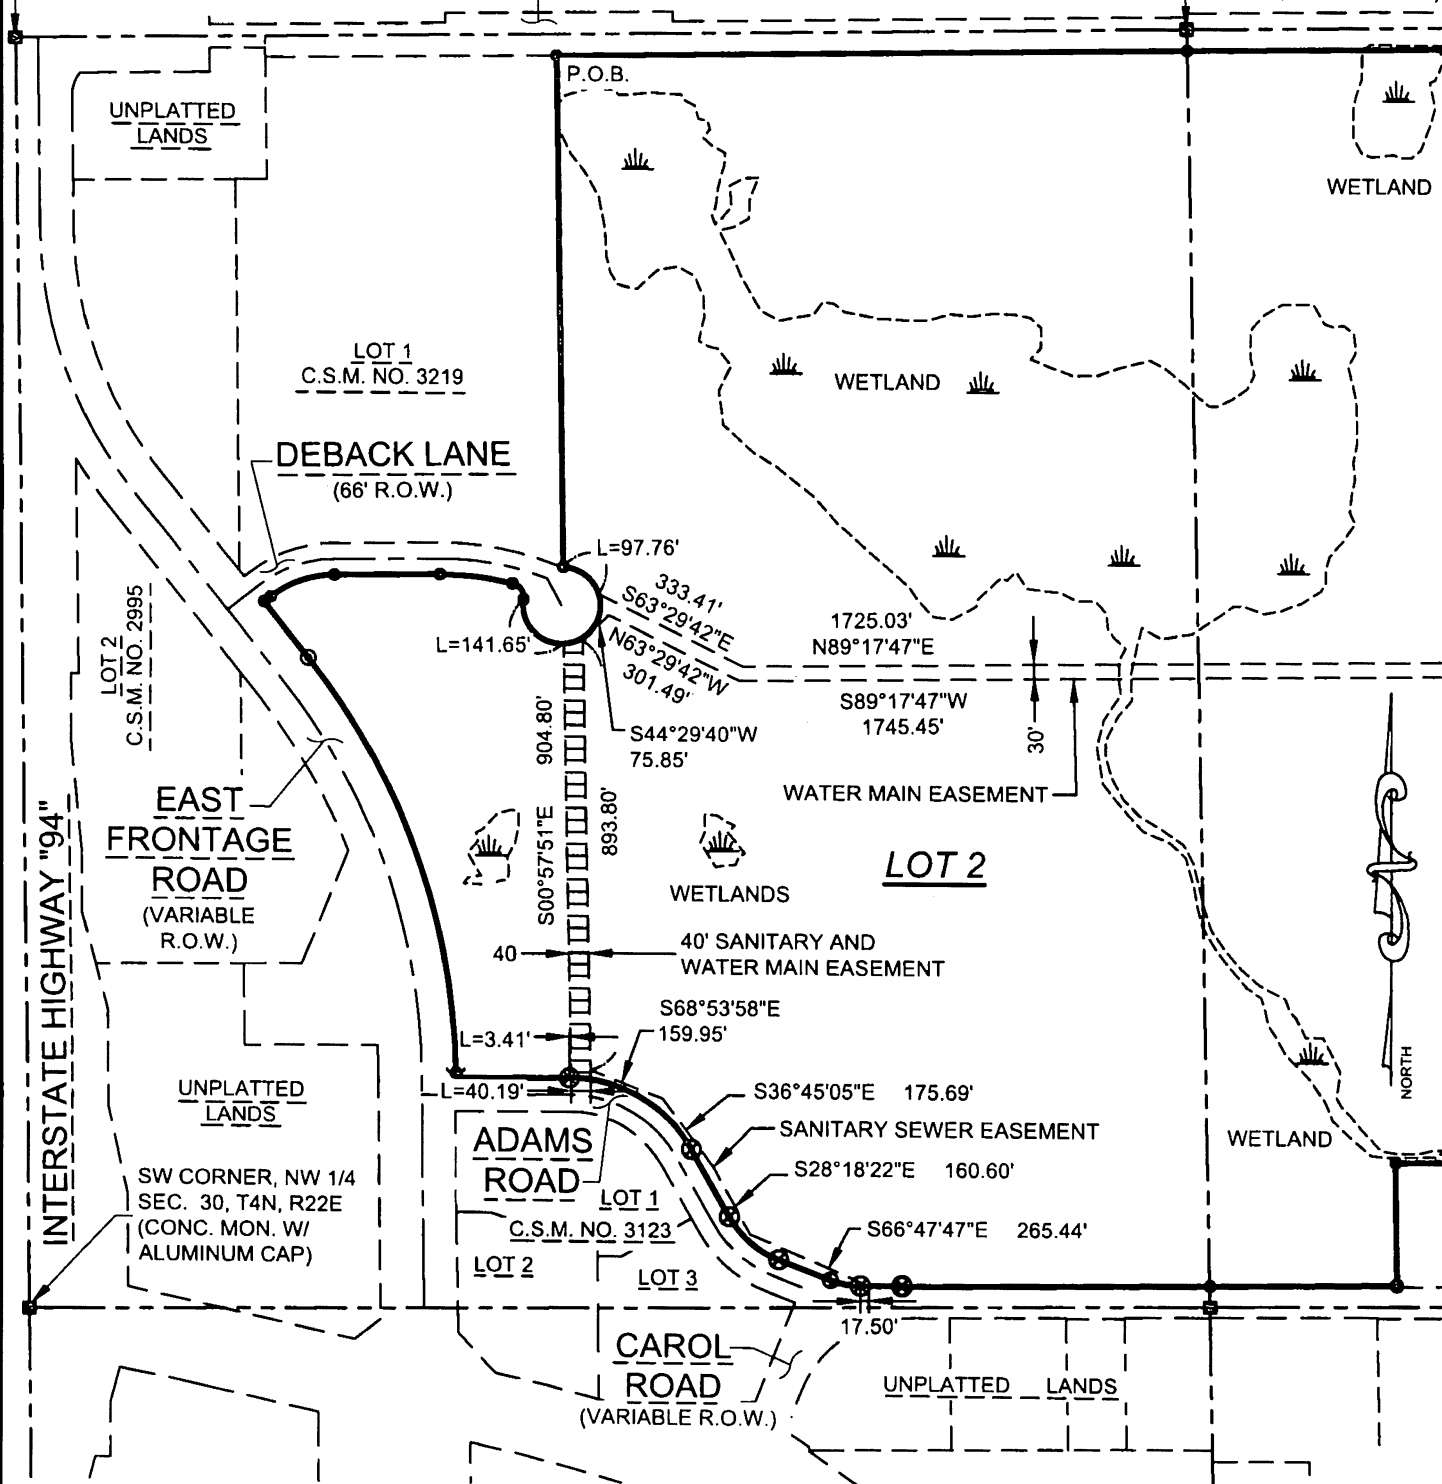 P.O.B.
UNPLATTED
LANDS
WETLAND
LOT 1
C.S.M. NO. 3219
WETLAND
DEBACK LANE
(66' R.O.W.)
L=97.76'
333.41'
S63°29'42"E
N63°29'42"W
301.49'
1725.03'
N89°17'47"E
L=141.65'
LOT 2
C.S.M. NO. 2995
S89°17'47"W
1745.45'
30'
S44°29'40"W
75.85'
904.80'
S00°57'51"E
893.80'
WATER MAIN EASEMENT
EAST
FRONTAGE
ROAD
(VARIABLE
R.O.W.)
INTERSTATE HIGHWAY "94"
LOT 2
WETLANDS
40
40' SANITARY AND
WATER MAIN EASEMENT
S68°53'58"E
159.95'
L=3.41'
NORTH
UNPLATTED
LANDS
L=40.19'
S36°45'05"E 175.69'
SANITARY SEWER EASEMENT
WETLAND
ADAMS
ROAD
S28°18'22"E 160.60'
SW CORNER, NW 1/4
SEC. 30, T4N, R22E
(CONC. MON. W/
ALUMINUM CAP)
LOT 1
C.S.M. NO. 3123
LOT 2
LOT 3
S66°47'47"E 265.44'
17.50'
CAROL
ROAD
(VARIABLE R.O.W.)
UNPLATTED LANDS